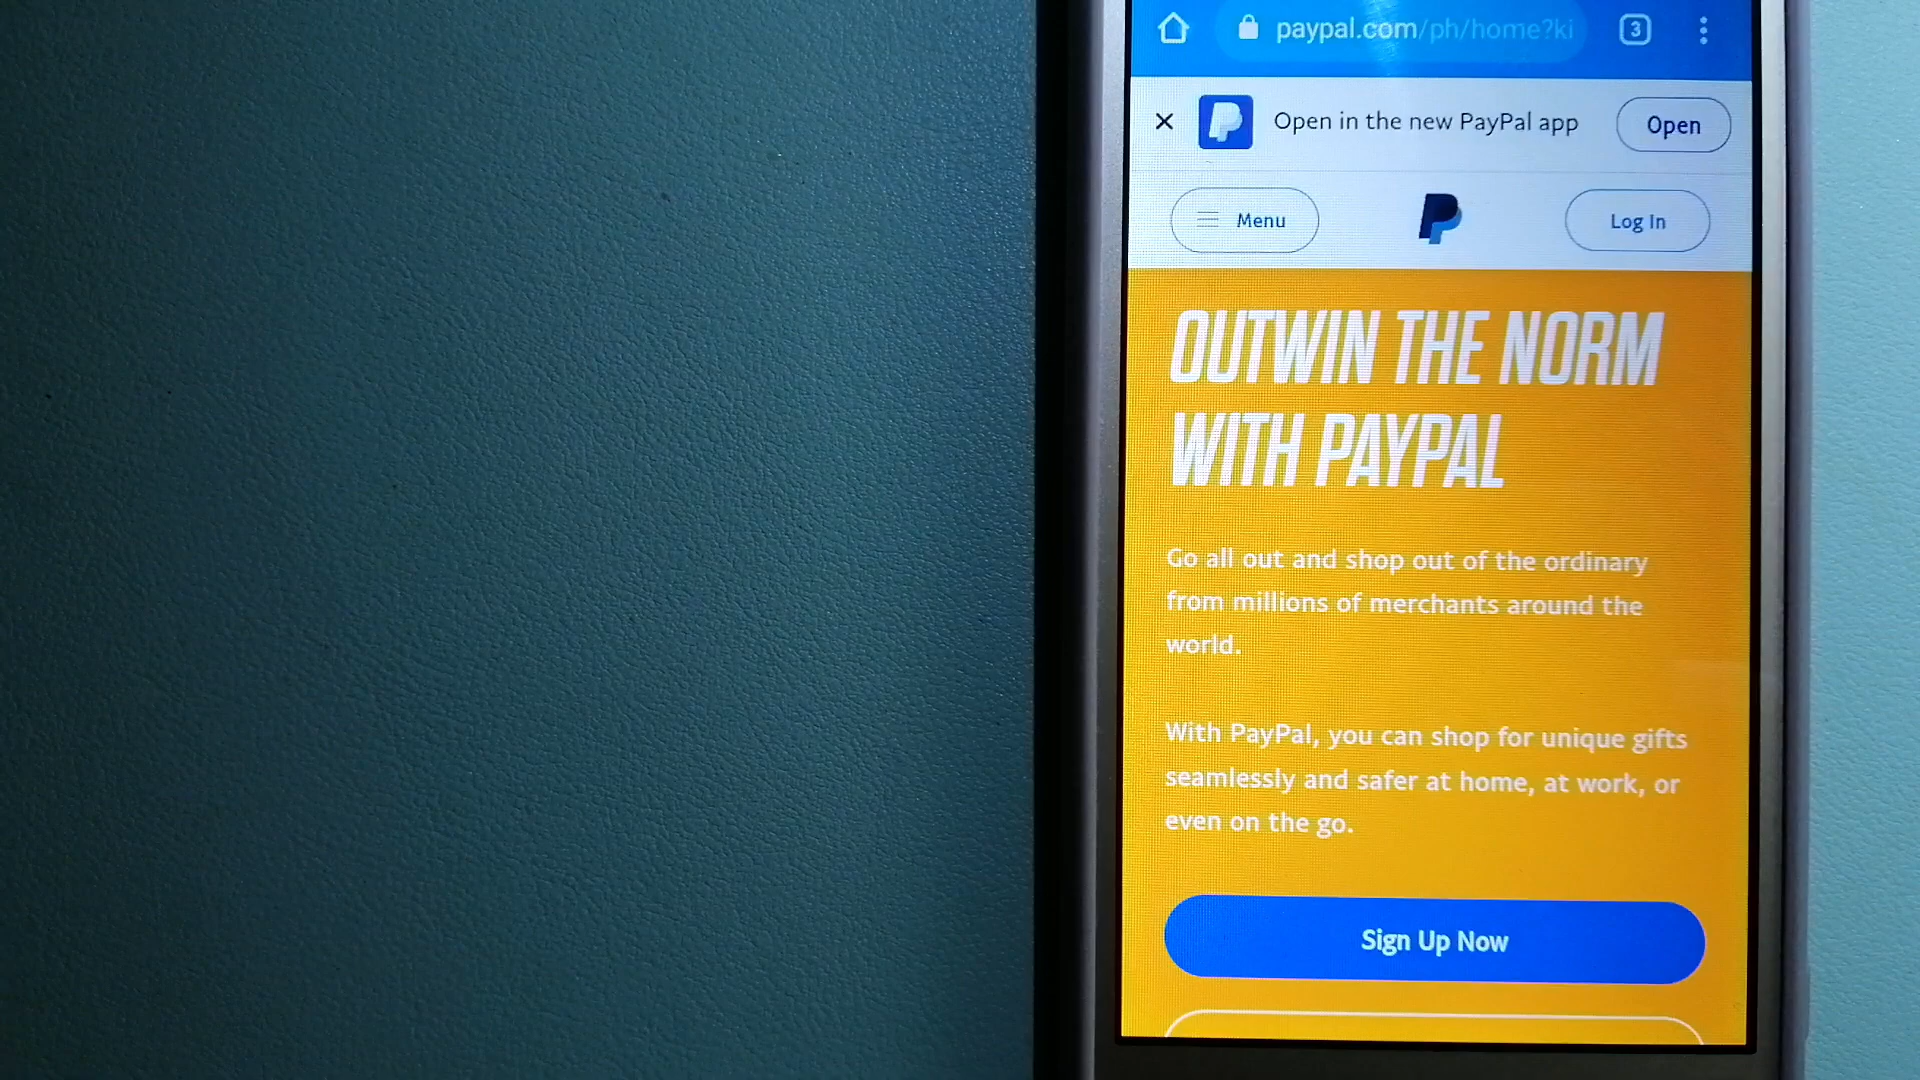 paypal.com/ph/home?ki
3
Open in the new PayPal app
Open
Menu
Log In
OUTWIN THE NORM
WITH PAYPAL
Go all out and shop out of the ordinary
from millions of merchants around the
world.
With PayPal, you can shop for unique gifts
seamlessly and safer at home, at work, or
even on the go.
Sign Up Now